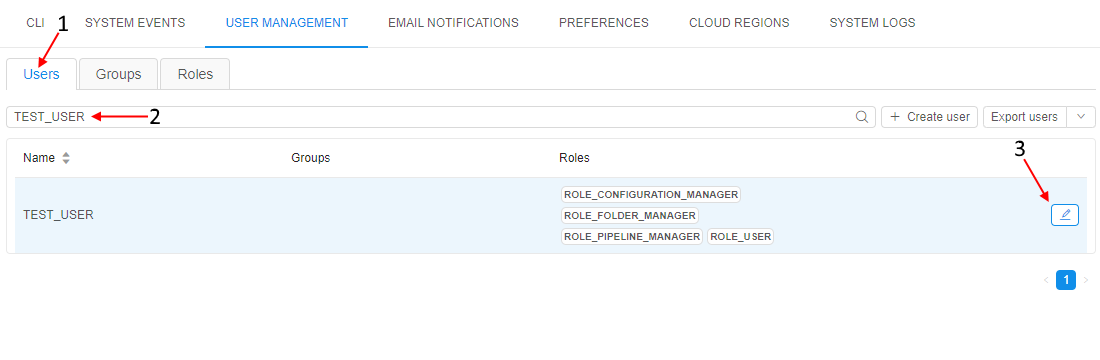 CLI SYSTEM EVENTS USER MANAGEMENT EMAIL NOTIFICATIONS PREFERENCES CLOUD REGIONS SYSTEM LOGS
1
Users Groups Roles
TEST_USER 2 Create user Export users
3
Name Groups Roles
ROLE_CONFIGURATION_MANAGER
TEST_USER ROLE_FOLDER_MANAGER
ROLE_PIPELINE_MANAGER ROLE_USER
< 1 >